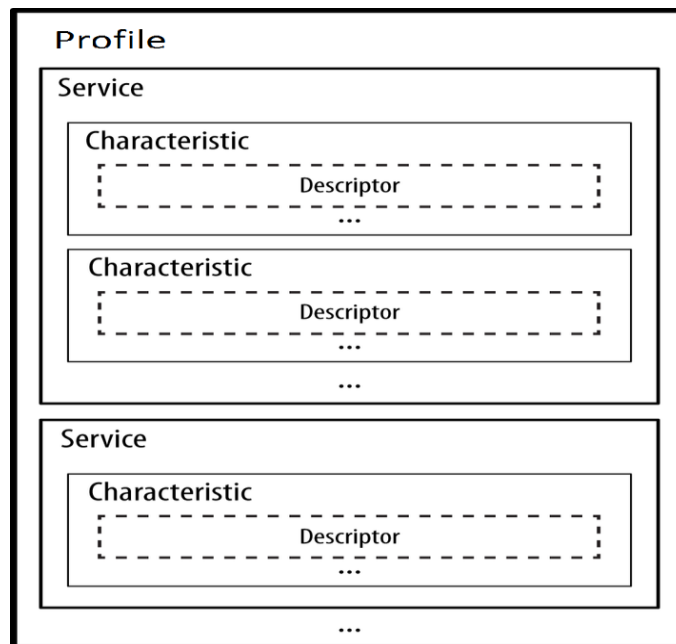 Profile
Service
Characteristic
Descriptor
...
Characteristic
Descriptor
...
...
Service
Characteristic
Descriptor
...
...